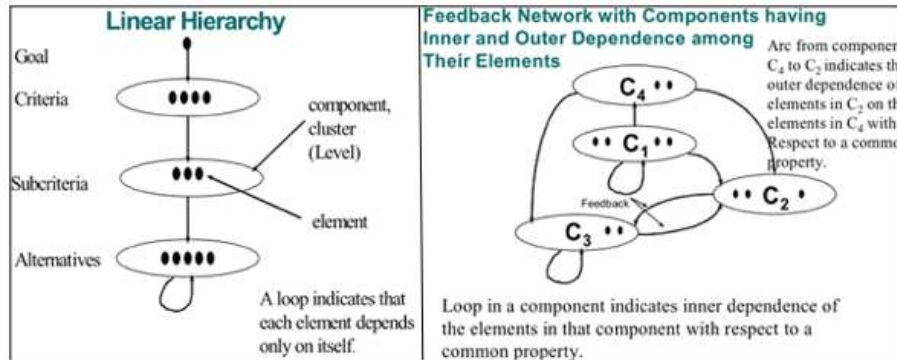 Linear Hierarchy
Goal
Criteria
component,
cluster
(Level)
Subcriteria
element
Alternatives
A loop indicates that
each element depends
only on itself.
Feedback Network with Components having
Inner and Outer Dependence among
Their Elements
Arc from componen
C4 to C2 indicates th
outer dependence of
elements in C2 on th
elements in C4 with
Respect to a commo
property.
C4
C1
C2
Feedback
C3
Loop in a component indicates inner dependence of
the elements in that component with respect to a
common property.